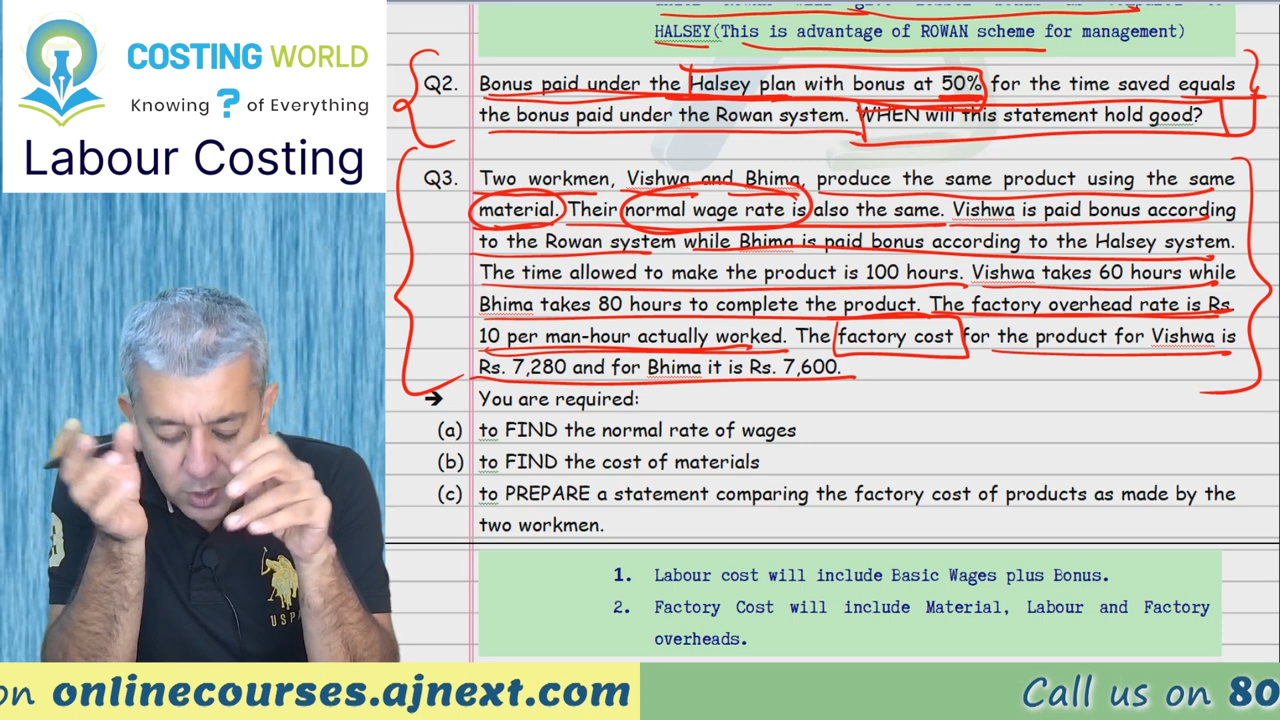 HALSEY(This is advantage of ROWAN scheme for management)
COSTING WORLD
Knowing ? of Everything
Labour Costing
Q2. Bonus paid under the Halsey plan with bonus at 50% for the time saved equals
the bonus paid under the Rowan system. WHEN will this statement hold good?
Q3. Two workmen, Vishwa and Bhima, produce the same product using the same
material. Their normal wage rate is also the same. Vishwa is paid bonus according
to the Rowan system while Bhima is paid bonus according to the Halsey system.
The time allowed to make the product is 100 hours. Vishwa takes 60 hours while
Bhima takes 80 hours to complete the product. The factory overhead rate is Rs.
10 per man-hour actually worked. The factory cost for the product for Vishwa is
Rs. 7,280 and for Bhima it is Rs. 7,600.
➔ You are required:
(a) to FIND the normal rate of wages
(b) to FIND the cost of materials
(c) to PREPARE a statement comparing the factory cost of products as made by the
two workmen.
1. Labour cost will include Basic Wages plus Bonus.
2. Factory Cost will include Material, Labour and Factory
overheads.
US
on onlinecourses.ajnext.com
Call us on 80